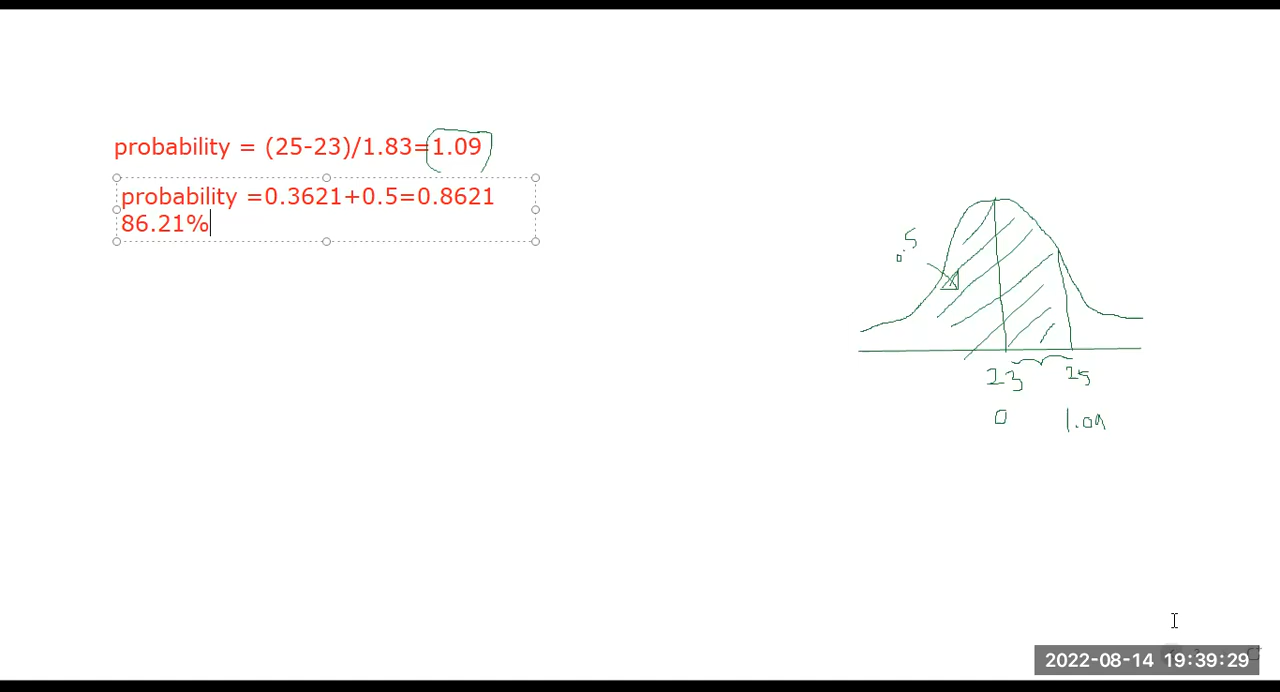 probability = (25-23)/1.83=1.09
probability =0.3621+0.5=0.8621
86.21%
0.5
23 25
0 1.09
2022-08-14 19:39:29